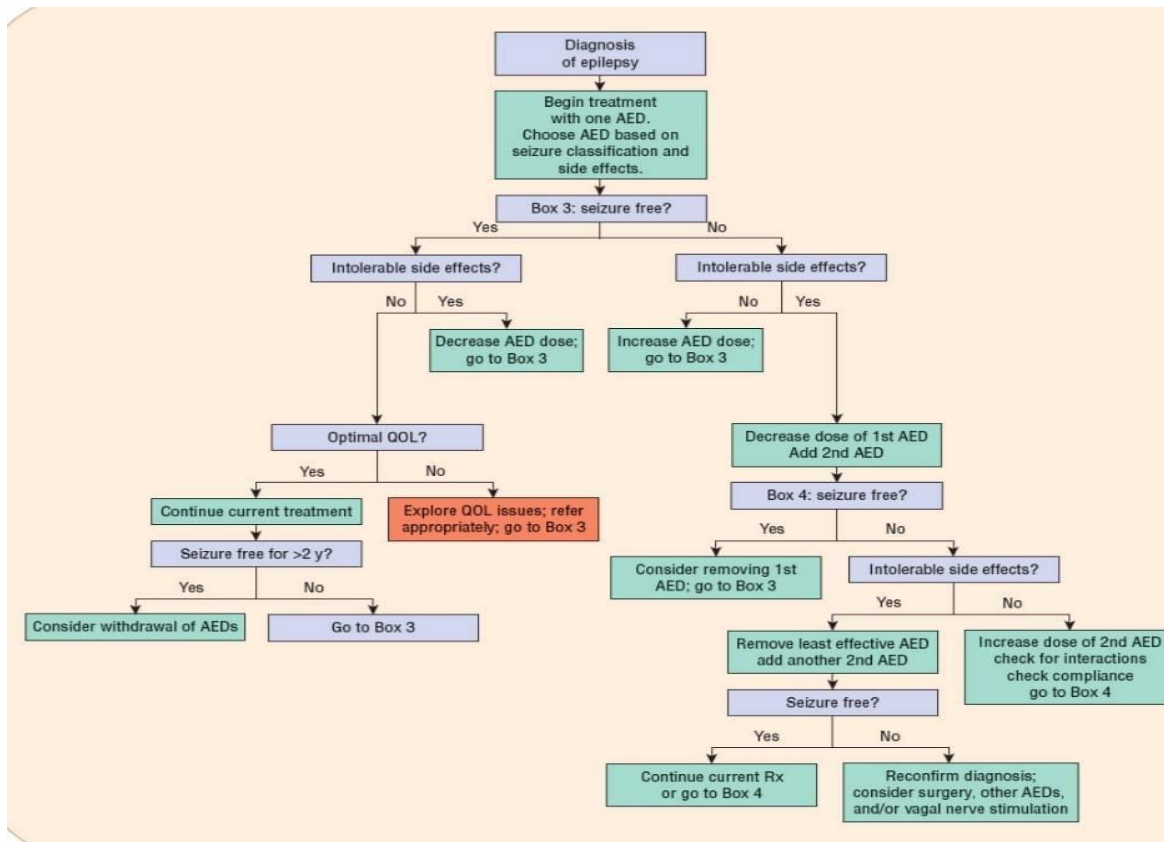 Diagnosis
of epilepsy
Begin treatment
with one AED.
Choose AED based on
seizure classification and
side effects.
Box 3: seizure free?
Yes
No
Intolerable side effects?
Intolerable side effects?
No
Yes
No
Yes
Decrease AED dose;
go to Box 3
Increase AED dose;
go to Box 3
Optimal QOL?
Decrease dose of 1st AED
Add 2nd AED
Yes
No
Box 4: seizure free?
Continue current treatment
Explore QOL issues; refer
appropriately; go to Box 3
Yes
No
Seizure free for >2 y?
Consider removing 1st
AED; go to Box 3
Intolerable side effects?
Yes
No
Yes
No
Consider withdrawal of AEDs
Go to Box 3
Remove least effective AED
add another 2nd AED
Increase dose of 2nd AED
check for interactions
check compliance
go to Box 4
Seizure free?
Yes
No
Continue current Rx
or go to Box 4
Reconfirm diagnosis;
consider surgery, other AEDs,
and/or vagal nerve stimulation